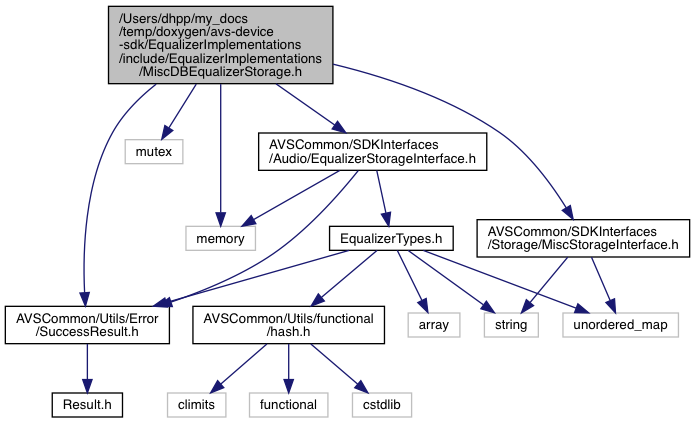 /Users/dhpp/my_docs
/temp/doxygen/avs-device
-sdk/EqualizerImplementations
/include/EqualizerImplementations
/MiscDBEqualizerStorage.h
mutex
AVSCommon/SDKInterfaces
/Audio/EqualizerStorageInterface.h
memory
EqualizerTypes.h
AVSCommon/SDKInterfaces
/Storage/MiscStorageInterface.h
AVSCommon/Utils/Error
/SuccessResult.h
AVSCommon/Utils/functional
/hash.h
array
string
unordered_map
Result.h
climits
functional
cstdlib